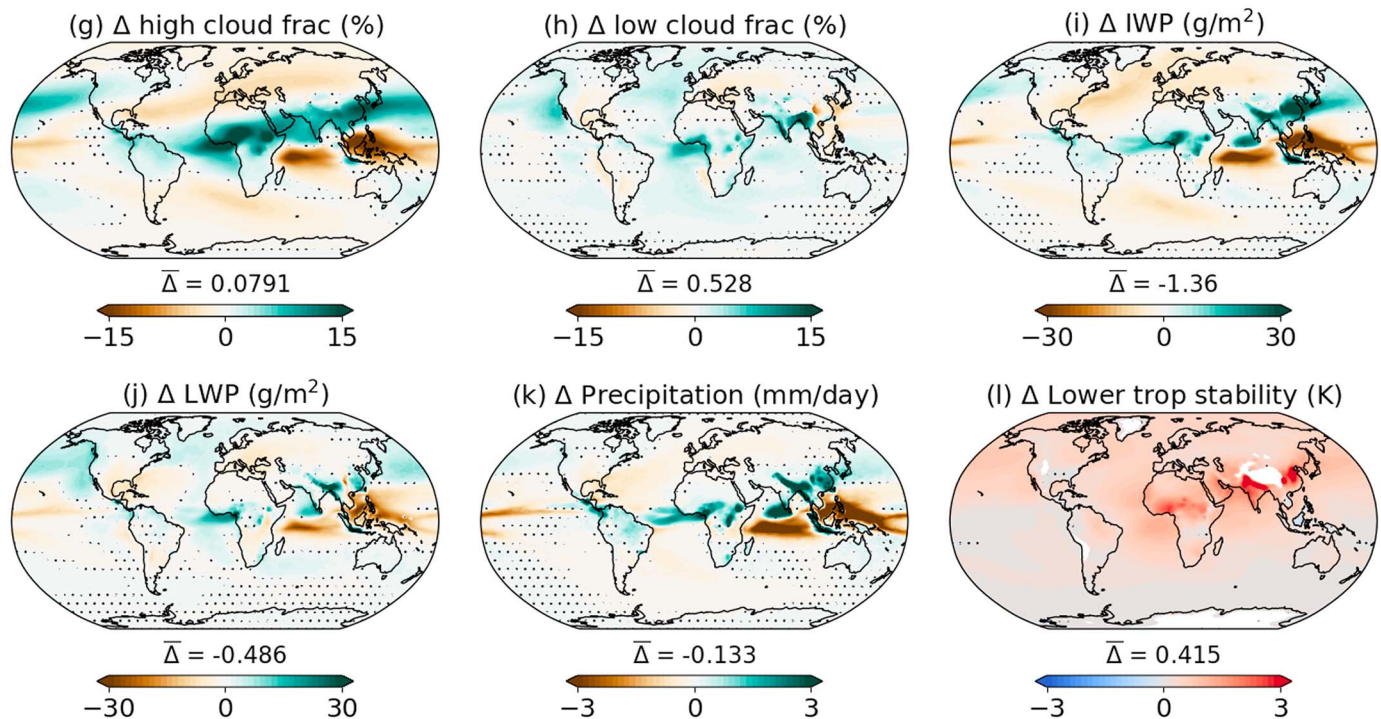 (g) Δ high cloud frac (%)
(h) Δ low cloud frac (%)
(i) Δ IWP (g/m²)
Δ̅ = 0.0791
Δ̅ = 0.528
Δ̅ = -1.36
−15 0 15
−15 0 15
−30 0 30
(j) Δ LWP (g/m²)
(k) Δ Precipitation (mm/day)
(l) Δ Lower trop stability (K)
Δ̅ = -0.486
Δ̅ = -0.133
Δ̅ = 0.415
−30 0 30
−3 0 3
−3 0 3